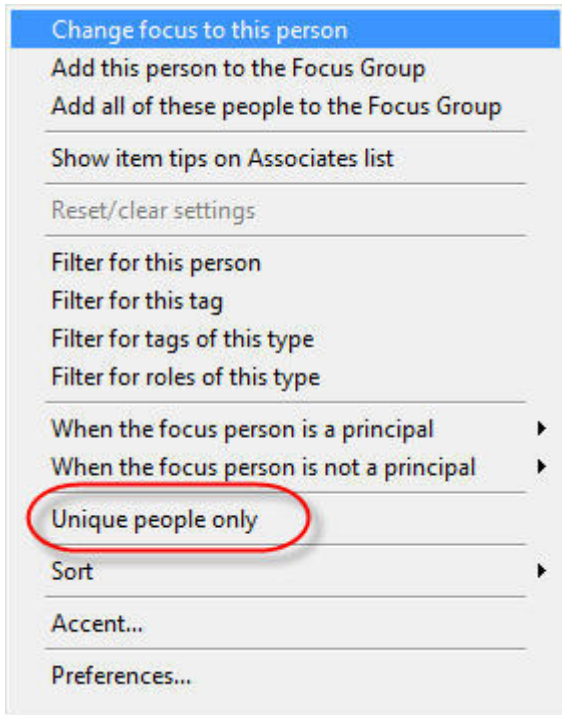 Change focus to this person
Add this person to the Focus Group
Add all of these people to the Focus Group
Show item tips on Associates list
Reset/clear settings
Filter for this person
Filter for this tag
Filter for tags of this type
Filter for roles of this type
When the focus person is a principal
When the focus person is not a principal
Unique people only
Sort
Accent...
Preferences...